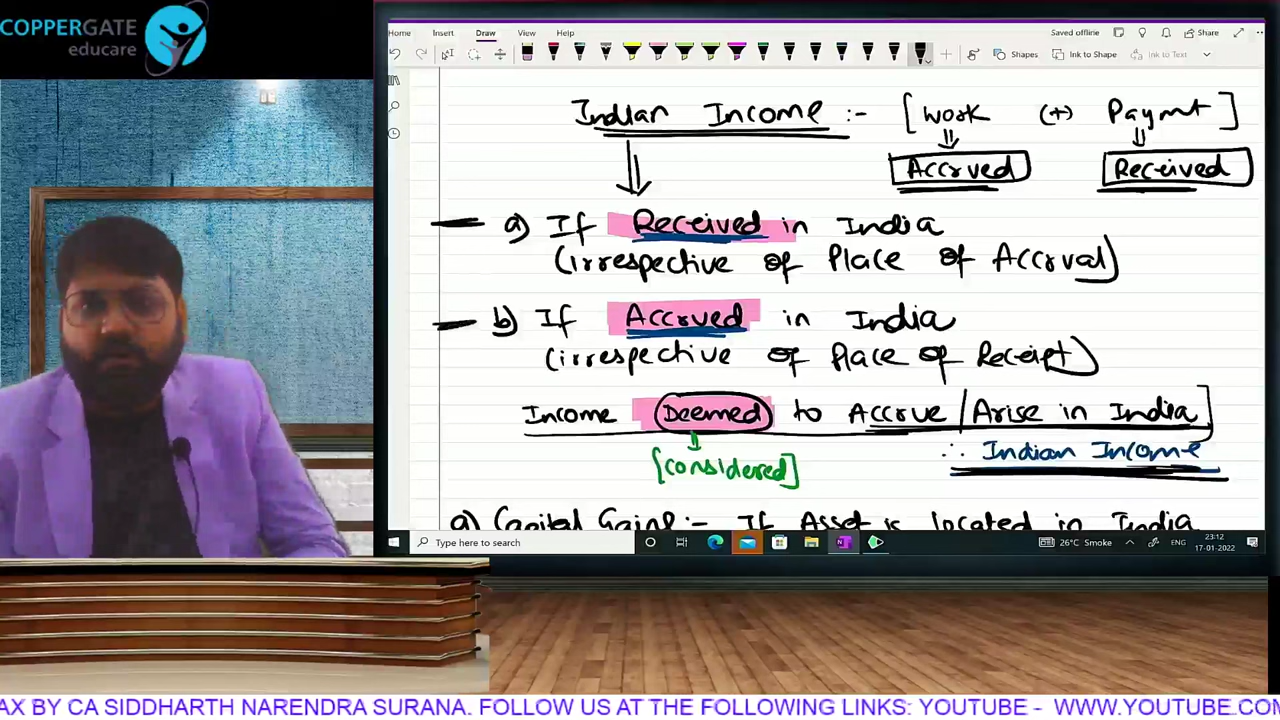 COPPERGATE
educare
Home Insert Draw View Help
Saved offline
Share
Shapes
Ink to Shape
Ink to Text
Indian Income :- [Work (+) Paymt]
Accrued Received
a) If Received in India
(irrespective of Place of Accrual)
b) If Accrued in India
(irrespective of Place of Receipt)
Income Deemed to Accrue/Arise in India]
[considered]
∴ Indian Income
a) Capital Gains:- If Asset is located in India
Type here to search
26°C Smoke
ENG
23:12
17-01-2022
AX BY CA SIDDHARTH NARENDRA SURANA. FOLLOW US AT THE FOLLOWING LINKS: YOUTUBE - WWW.YOUTUBE.COM